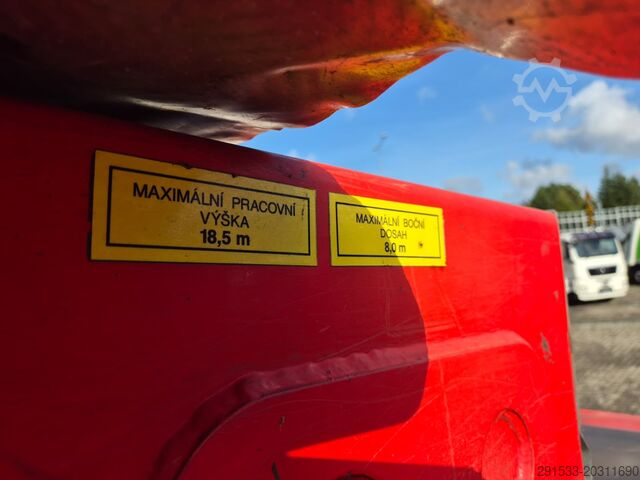 MAXIMÁLNÍ PRACOVNÍ
VÝŠKA
18,5 m
MAXIMÁLNÍ BOČNÍ
DOSAH
8,0 m
291533-20311690